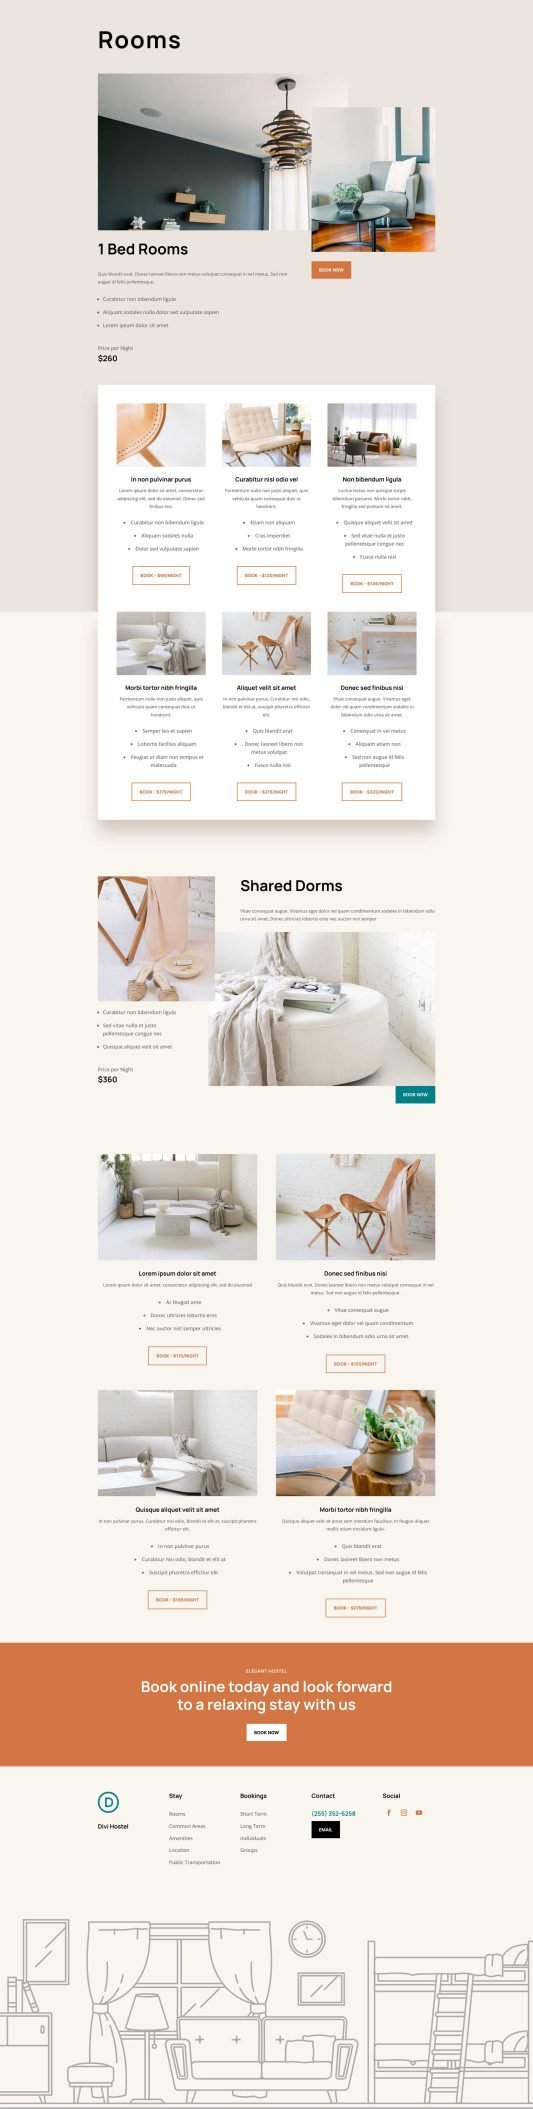 Rooms
1 Bed Rooms
Quis blandit erat. Donec laoreet libero non metus volutpat consequat in vel metus. Sed non
augue id felis pellentesque.
BOOK NOW
Curabitur non bibendum ligula
Aliquam sodales nulla dolor sed vulputate sapien
Lorem ipsum dolor sit amet
Price per Night
$260
In non pulvinar purus
Lorem ipsum dolor sit amet, consectetur
adipiscing elit, sed do eiusmod. Donec sed
finibus nisi.
Curabitur non bibendum ligula
Aliquam sodales nulla
Dolor sed vulputate sapien
BOOK - $99/NIGHT
Curabitur nisi odio vel
Fermentum nulla non justo aliquet, quis
vehicula quam consequat duis ut
hendrerit.
Etiam non aliquam
Cras imperdiet
Morbi tortor nibh fringilla
BOOK - $120/NIGHT
Non bibendum ligula
Luctus lectus non quisque turpis
bibendum posuere. Morbi tortor nibh,
fringilla sed pretium sit amet.
Quisque aliquet velit sit amet
Sed vitae nulla et justo
pellentesque congue nec
Fusce nulla nisl
BOOK - $149/NIGHT
Morbi tortor nibh fringilla
Fermentum nulla non justo aliquet, quis
vehicula quam consequat duis ut
hendrerit.
Semper leo et sapien
Lobortis facilisis aliquam
Feugiat ut diam non tempus et
malesuada
BOOK - $179/NIGHT
Aliquet velit sit amet
In non pulvinar purus. Curabitur nisi odio,
blandit et elit at, suscipit pharetra efficitur
elit.
Quis blandit erat
Donec laoreet libero non
metus volutpat
Fusce nulla nisl
BOOK - $215/NIGHT
Donec sed finibus nisi
Vitae consequat augue. Vivamus eget
dolor vel quam condimentum sodales in
bibendum odio urna sit amet.
Consequat in vel metus
Aliquam etiam non
Sed non augue id felis
pellentesque
BOOK - $220/NIGHT
Shared Dorms
Vitae consequat augue. Vivamus eget dolor vel quam condimentum sodales in bibendum odio
urna sit amet. Donec ultricies lobortis eros nec auctor nisl semper
Curabitur non bibendum ligula
Sed vitae nulla et justo
pellentesque congue nec
Quisque aliquet velit sit amet
Price per Night
$360
BOOK NOW
Lorem ipsum dolor sit amet
Lorem ipsum dolor sit amet, consectetur adipiscing elit, sed do eiusmod
Ac feugiat ante
Donec ultricies lobortis eros
Nec auctor nisl semper ultricies
BOOK - $115/NIGHT
Donec sed finibus nisi
Quis blandit erat. Donec laoreet libero non metus volutpat consequat in vel
metus. Sed non augue id felis pellentesque.
Vitae consequat augue
Vivamus eget dolor vel quam condimentum
Sodales in bibendum odio urna sit amet.
BOOK - $155/NIGHT
Quisque aliquet velit sit amet
In non pulvinar purus. Curabitur nisi odio, blandit et elit at, suscipit pharetra
efficitur elit.
In non pulvinar purus
Curabitur nisi odio, blandit et elit at
Suscipit pharetra efficitur elit
BOOK - $198/NIGHT
Morbi tortor nibh fringilla
Quisque aliquet velit sit amet sem interdum faucibus. In feugiat aliquet
mollis etiam tincidunt ligula.
Quis blandit erat
Donec laoreet libero non metus
Volutpat consequat in vel metus. Sed non augue id felis
pellentesque
BOOK - $276/NIGHT
ELEGANT HOSTEL
Book online today and look forward
to a relaxing stay with us
BOOK NOW
D
Divi Hostel
Stay
Rooms
Common Areas
Amenities
Location
Public Transportation
Bookings
Short Term
Long Term
Individuals
Groups
Contact
(255) 352-6258
EMAIL
Social